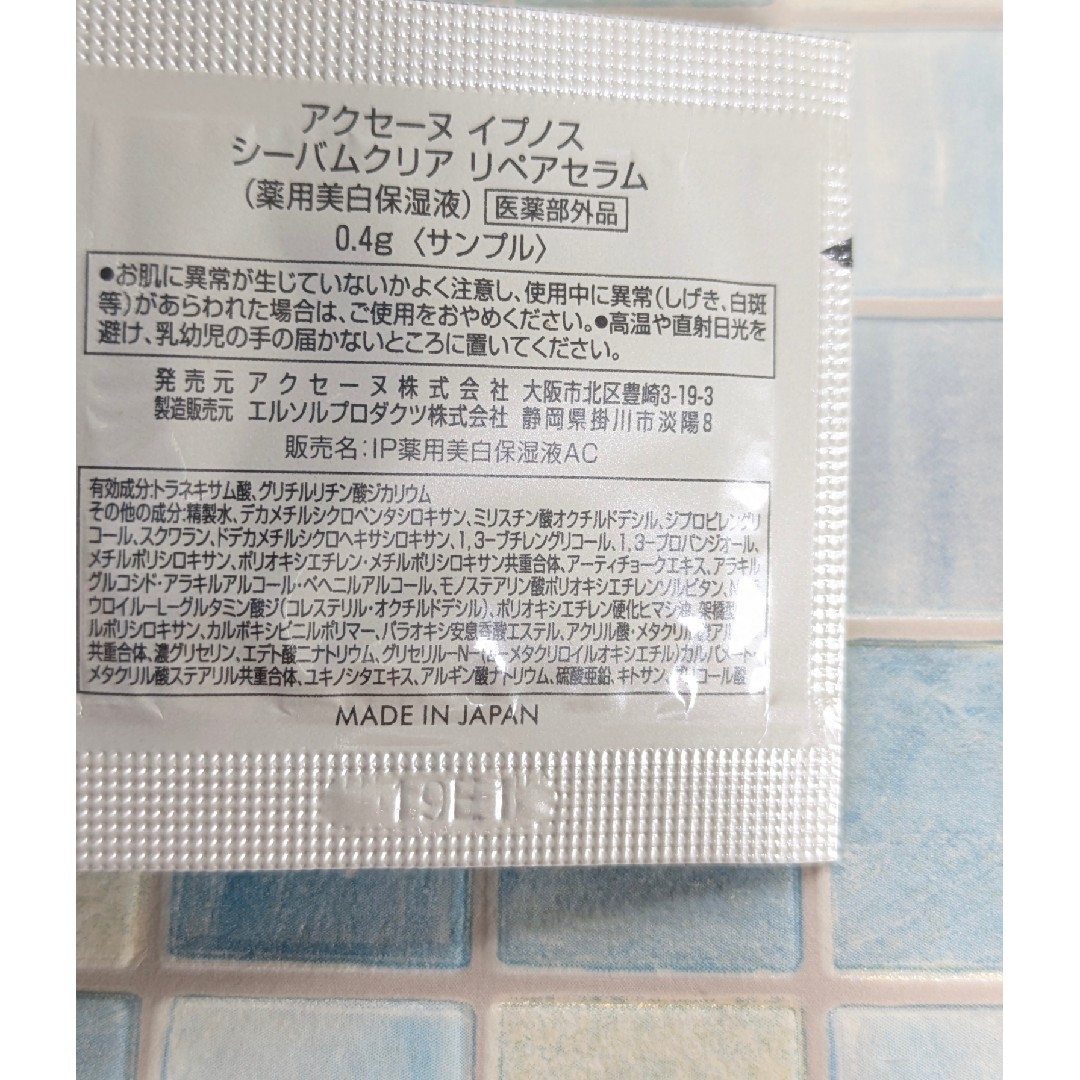 アクセーヌ イプノス
シーバムクリア リペアセラム
(薬用美白保湿液) 医薬部外品
0.4g 〈サンプル〉
●お肌に異常が生じていないかよく注意し、使用中に異常(しげき、白斑
等)があらわれた場合は、ご使用をおやめください。●高温や直射日光を
避け、乳幼児の手の届かないところに置いてください。
発売元 アクセーヌ株式会社 大阪市北区豊崎3-19-3
製造販売元 エルソルプロダクツ株式会社 静岡県掛川市淡陽8
販売名:IP薬用美白保湿液AC
有効成分:トラネキサム酸、グリチルリチン酸ジカリウム
その他の成分:精製水、デカメチルシクロペンタシロキサン、ミリスチン酸オクチルドデシル、ジプロピレングリ
コール、スクワラン、ドデカメチルシクロヘキサシロキサン、1,3-ブチレングリコール、1,3-プロパンジオール、
メチルポリシロキサン、ポリオキシエチレン・メチルポリシロキサン共重合体、アーティチョークエキス、アラキル
グルコシド・アラキルアルコール・ベヘニルアルコール、モノステアリン酸ポリオキシエチレンソルビタン、N-
ウロイル-L-グルタミン酸ジ(コレステリル・オクチルドデシル)、ポリオキシエチレン硬化ヒマシ油、架橋型
ルポリシロキサン、カルボキシビニルポリマー、パラオキシ安息香酸エステル、アクリル酸・メタクリル酸アル
共重合体、濃グリセリン、エデト酸二ナトリウム、グリセリル-N-(2-メタクリロイルオキシエチル)カルバメート・
メタクリル酸ステアリル共重合体、ユキノシタエキス、アルギン酸ナトリウム、硫酸亜鉛、キトサン、
MADE IN JAPAN
19E1